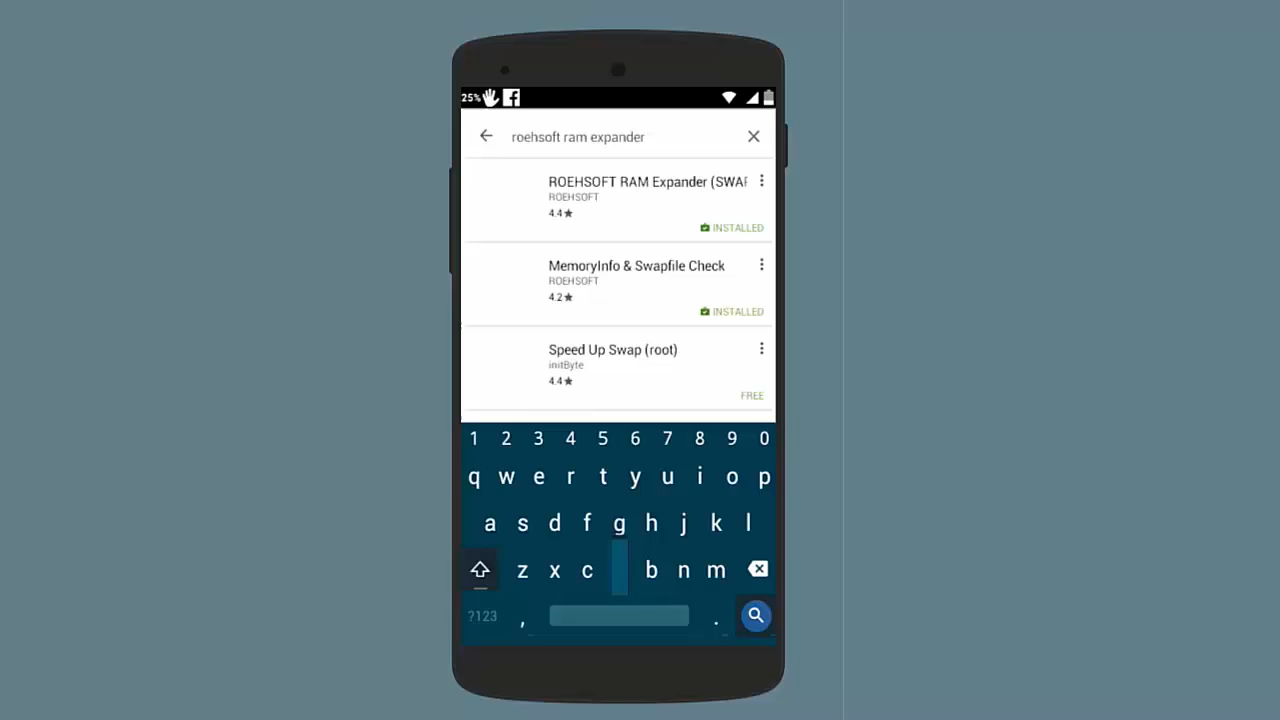 25%
roehsoft ram expander
ROEHSOFT RAM Expander (SWAP
ROEHSOFT
4.4★
INSTALLED
MemoryInfo & Swapfile Check
ROEHSOFT
4.2★
INSTALLED
Speed Up Swap (root)
initByte
4.4★
FREE
1 2 3 4 5 6 7 8 9 0
q w e r t y u i o p
a s d f g h j k l
z x c b n m
?123 , .